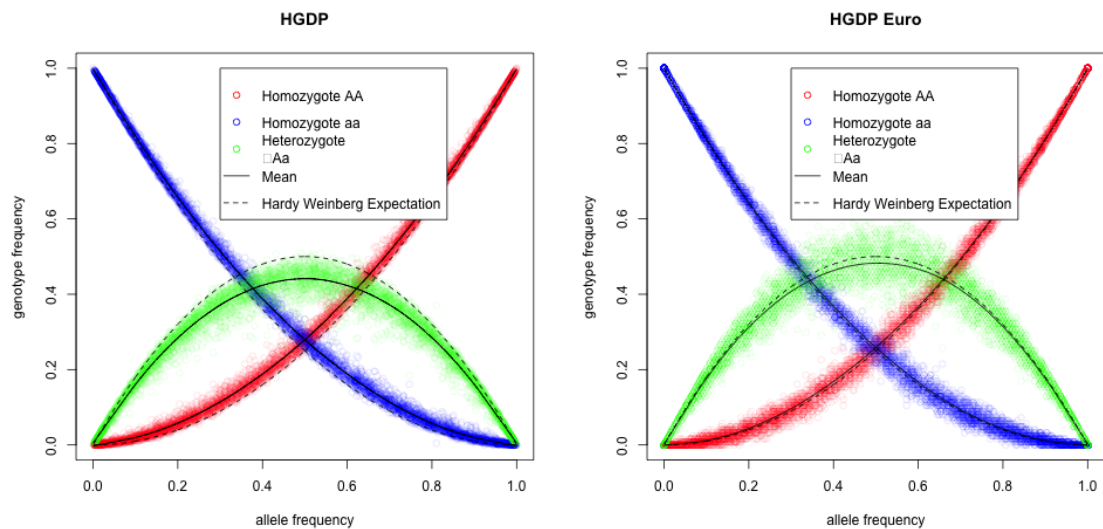 HGDP
genotype frequency
1.0
0.8
0.6
0.4
0.2
0.0
Homozygote AA
Homozygote aa
Heterozygote
□Aa
Mean
Hardy Weinberg Expectation
0.0 0.2 0.4 0.6 0.8 1.0
allele frequency
HGDP Euro
genotype frequency
1.0
0.8
0.6
0.4
0.2
0.0
Homozygote AA
Homozygote aa
Heterozygote
□Aa
Mean
Hardy Weinberg Expectation
0.0 0.2 0.4 0.6 0.8 1.0
allele frequency